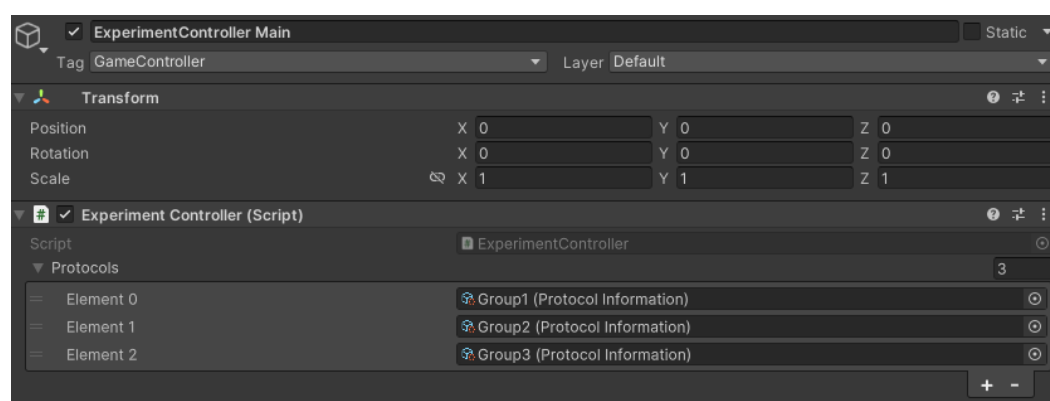 ExperimentController Main Static
Tag GameController Layer Default
Transform
Position X 0 Y 0 Z 0
Rotation X 0 Y 0 Z 0
Scale X 1 Y 1 Z 1
# Experiment Controller (Script)
Script ExperimentController
Protocols 3
Element 0 Group1 (Protocol Information)
Element 1 Group2 (Protocol Information)
Element 2 Group3 (Protocol Information)
+ -